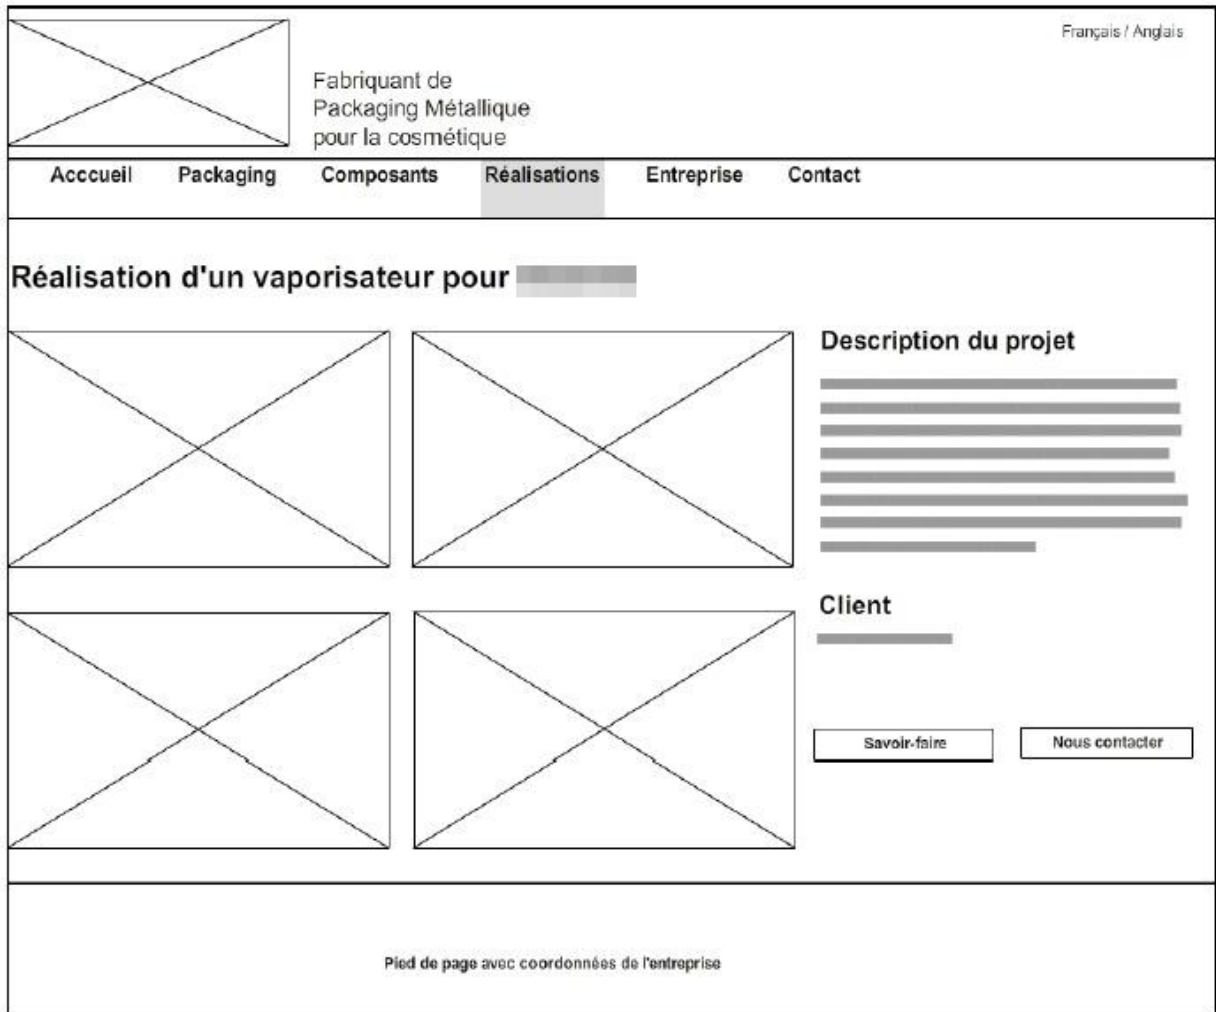 Français / Anglais
Fabriquant de
Packaging Métallique
pour la cosmétique
Acccueil Packaging Composants Réalisations Entreprise Contact
Réalisation d'un vaporisateur pour
Description du projet
Client
Savoir-faire Nous contacter
Pied de page avec coordonnées de l'entreprise